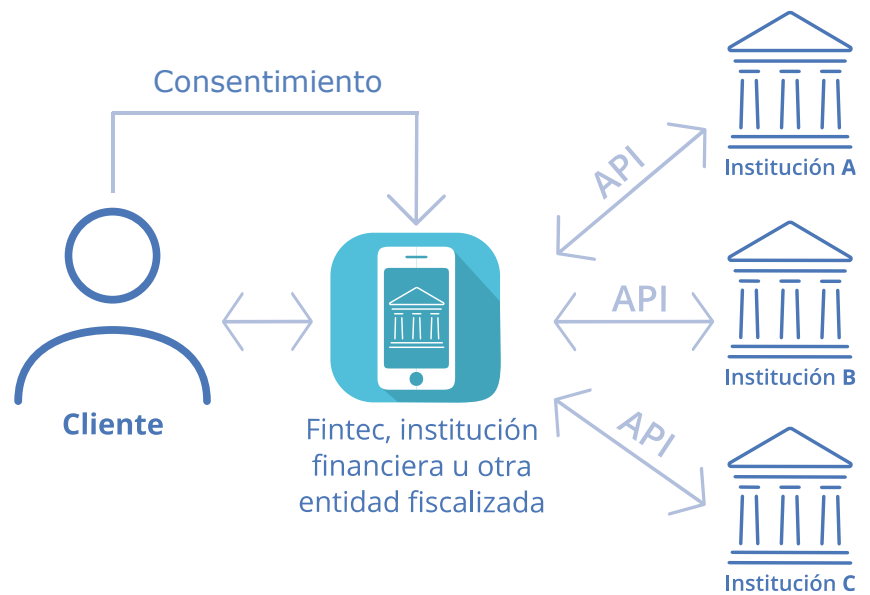 Consentimiento
Cliente
Fintec, institución
financiera u otra
entidad fiscalizada
API
API
API
Institución A
Institución B
Institución C